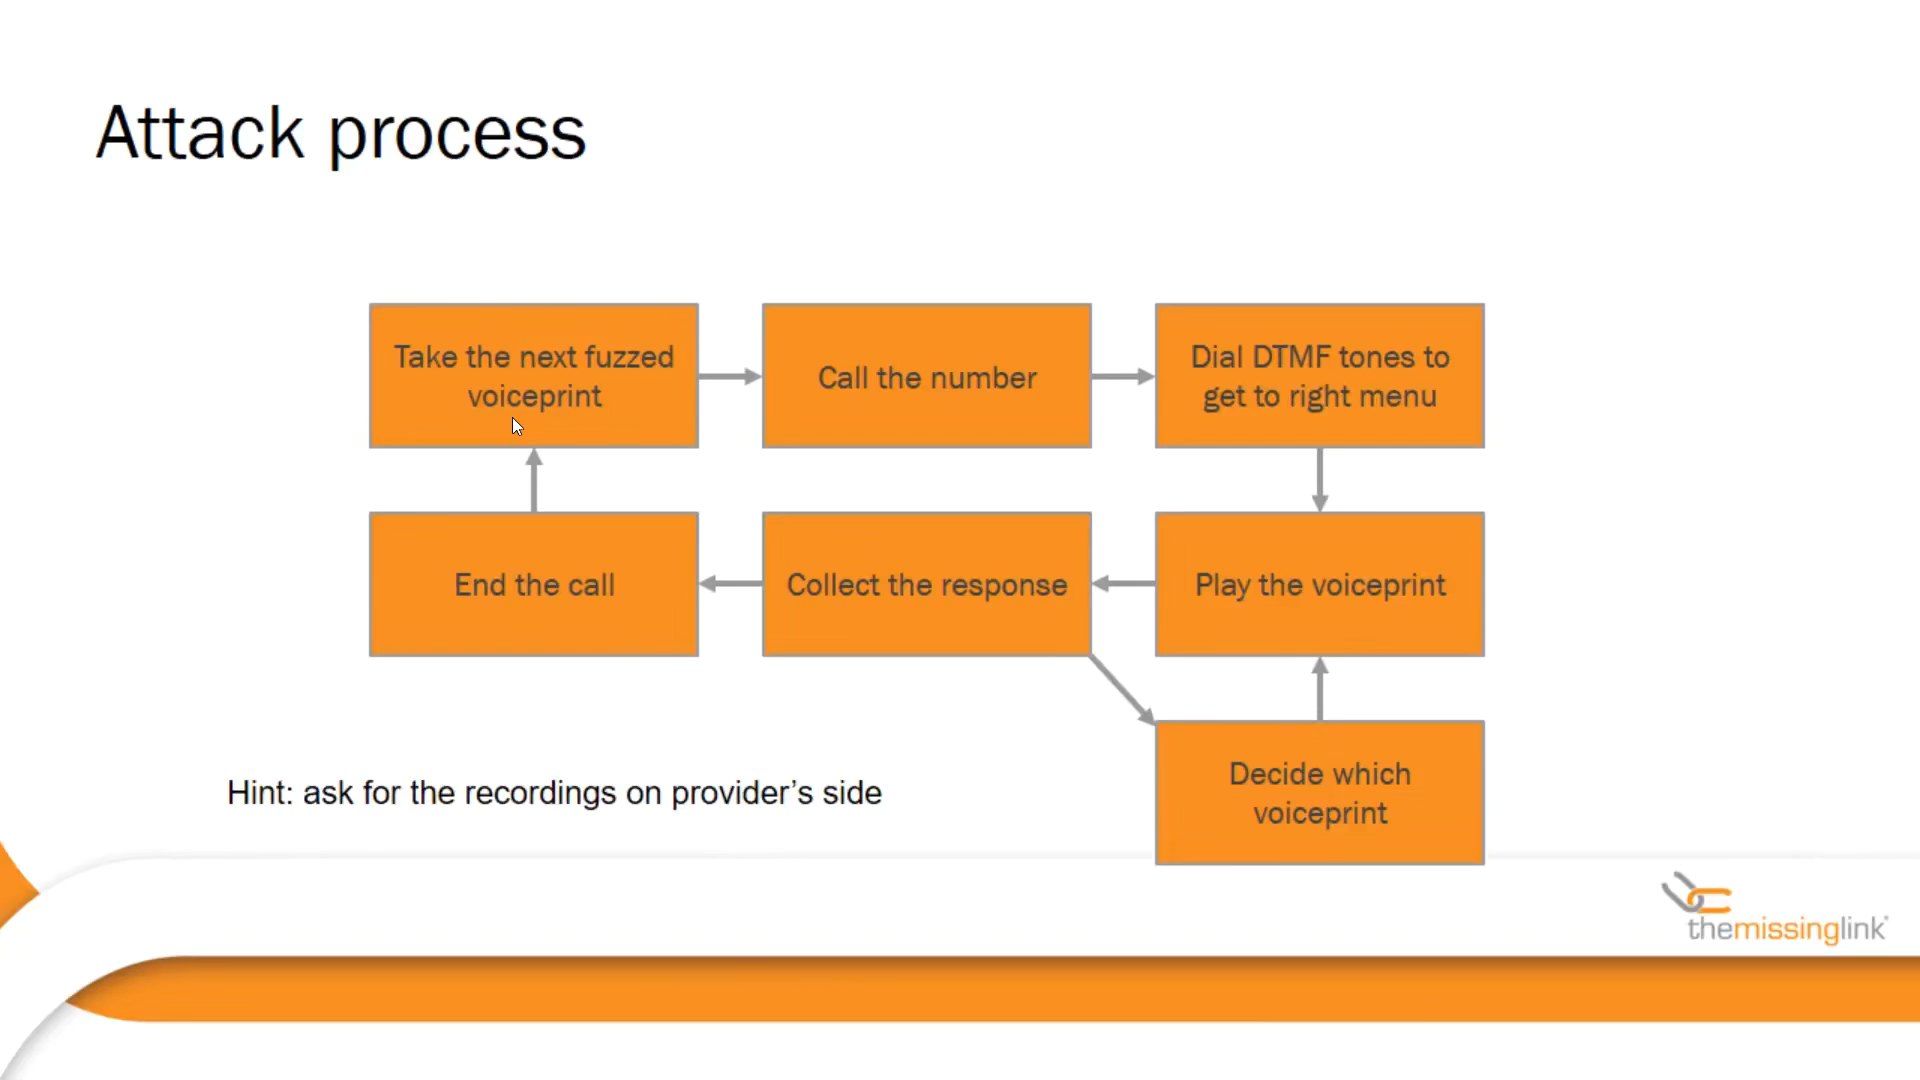 Attack process
Take the next fuzzed
voiceprint
Call the number
Dial DTMF tones to
get to right menu
End the call
Collect the response
Play the voiceprint
Decide which
voiceprint
Hint: ask for the recordings on provider’s side
themissinglink®